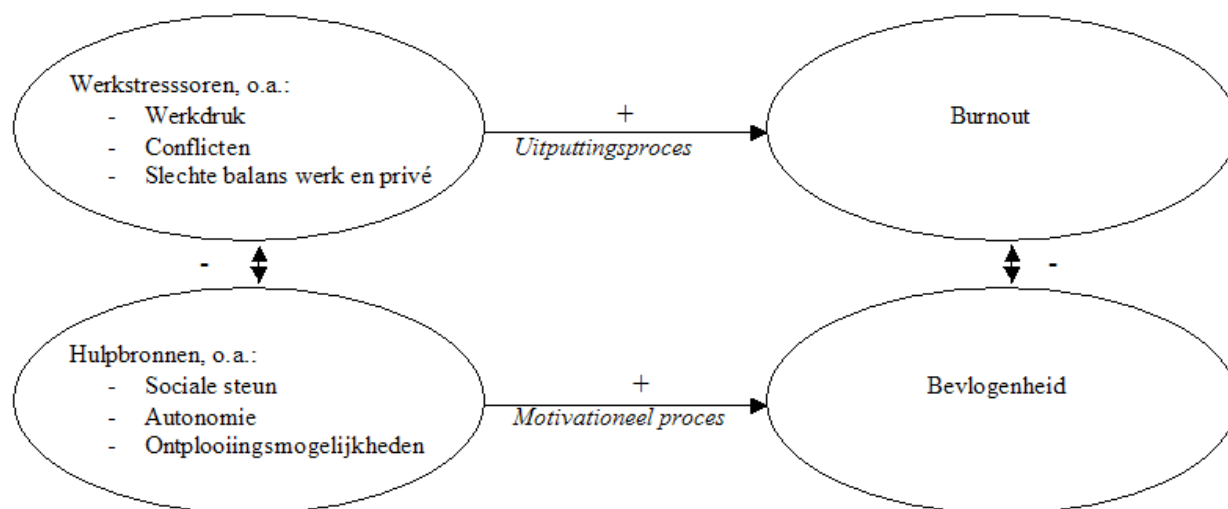 Werkstresssoren, o.a.:
- Werkdruk
- Conflicten
- Slechte balans werk en privé
+
Uitputtingsproces
Burnout
-
-
Hulpbronnen, o.a.:
- Sociale steun
- Autonomie
- Ontplooiingsmogelijkheden
+
Motivationeel proces
Bevlogenheid